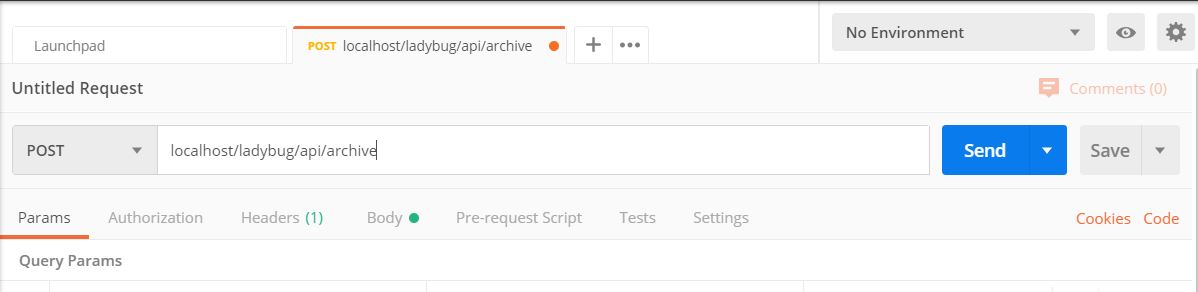 Launchpad
POST localhost/ladybug/api/archive
No Environment
Untitled Request
Comments (0)
POST
localhost/ladybug/api/archive
Send
Save
Params Authorization Headers (1) Body Pre-request Script Tests Settings Cookies Code
Query Params